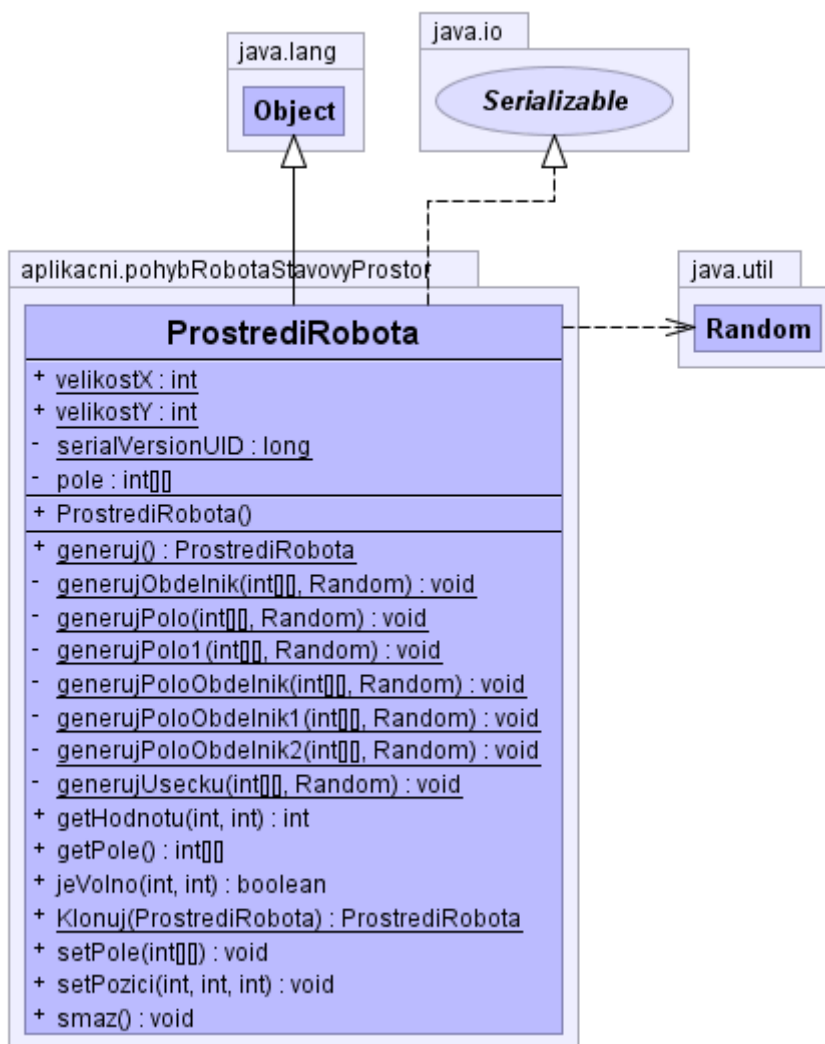 java.lang
Object
java.io
Serializable
aplikacni.pohybRobotaStavovyProstor
java.util
Random
ProstrediRobota
+ velikostX : int
+ velikostY : int
- serialVersionUID : long
- pole : int[][]
+ ProstrediRobota()
+ generuj() : ProstrediRobota
- generujObdelnik(int[][], Random) : void
- generujPolo(int[][], Random) : void
- generujPolo1(int[][], Random) : void
- generujPoloObdelnik(int[][], Random) : void
- generujPoloObdelnik1(int[][], Random) : void
- generujPoloObdelnik2(int[][], Random) : void
- generujUsecku(int[][], Random) : void
+ getHodnotu(int, int) : int
+ getPole() : int[][]
+ jeVolno(int, int) : boolean
+ Klonuj(ProstrediRobota) : ProstrediRobota
+ setPole(int[][]) : void
+ setPozici(int, int, int) : void
+ smaz() : void